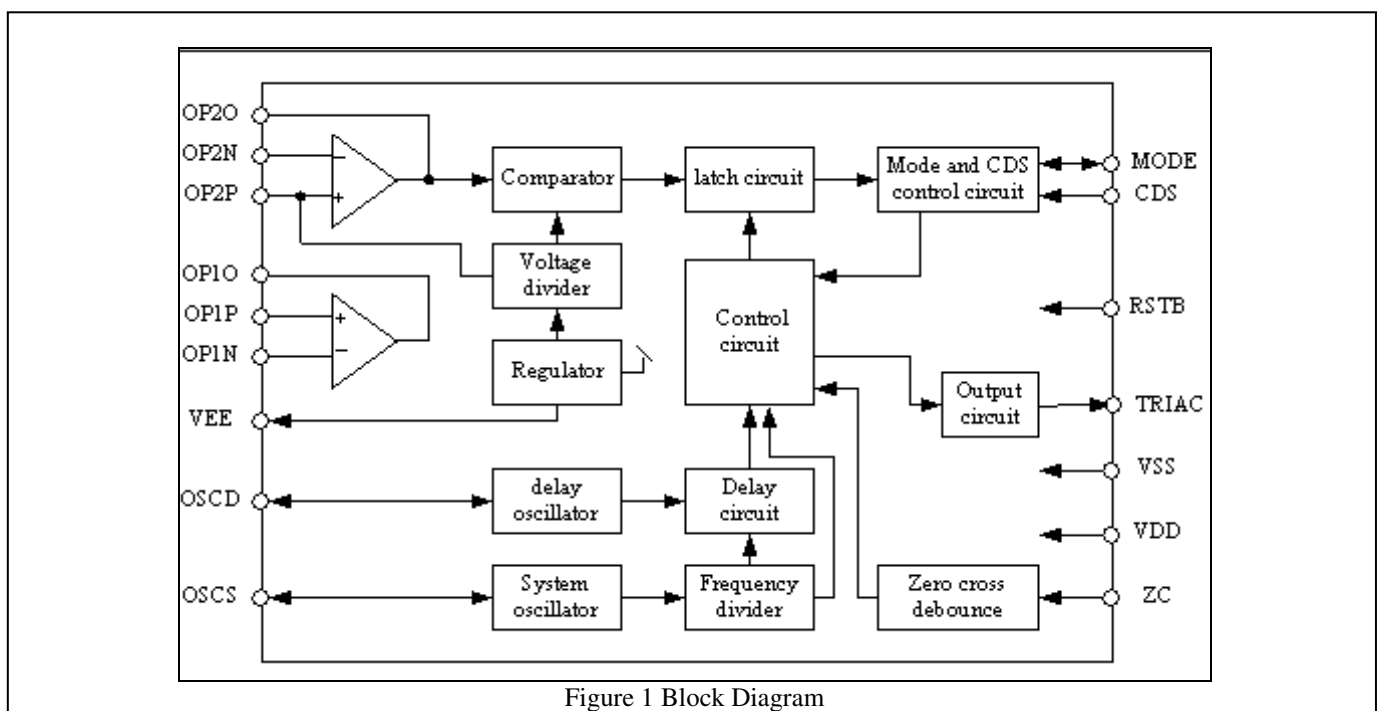 OP2O
OP2N
OP2P
OP1O
OP1P
OP1N
VEE
OSCD
OSCS
−
+
+
−
Comparator
latch circuit
Mode and CDS
control circuit
MODE
CDS
Voltage
divider
Regulator
Control
circuit
RSTB
Output
circuit
TRIAC
VSS
VDD
ZC
delay
oscillator
Delay
circuit
System
oscillator
Frequency
divider
Zero cross
debounce
Figure 1 Block Diagram